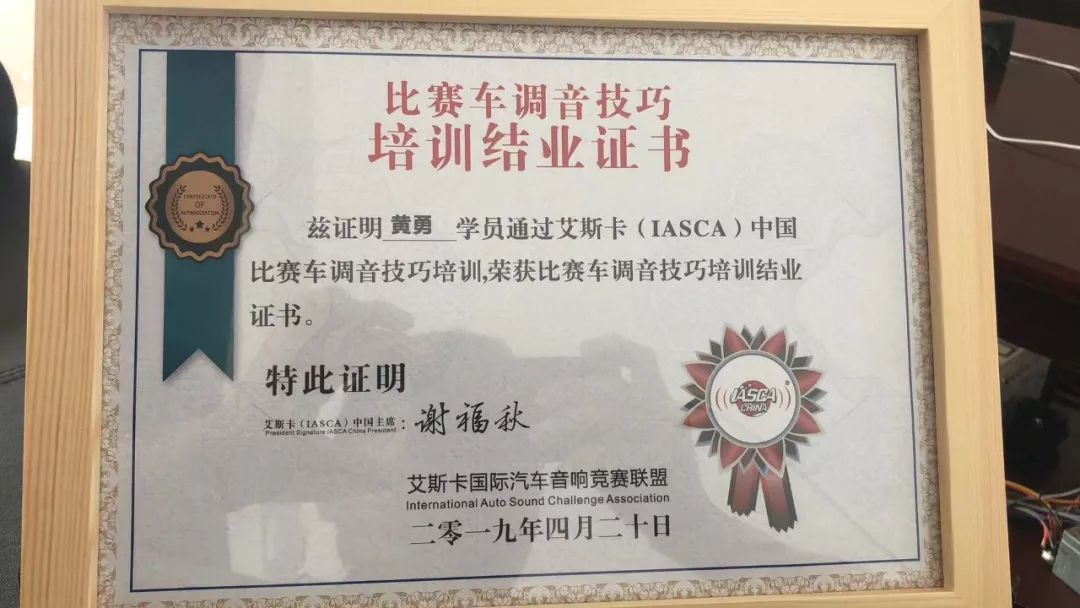 比赛车调音技巧
培训结业证书
CERTIFICATE
OF
AUTHORIZATION
兹证明黄勇学员通过艾斯卡（IASCA）中国
比赛车调音技巧培训,荣获比赛车调音技巧培训结业
证书。
特此证明
艾斯卡（IASCA）中国主席：谢福秋
President Signature IASCA China President
IASCA®
CHINA
艾斯卡国际汽车音响竞赛联盟
International Auto Sound Challenge Association
二零一九年四月二十日